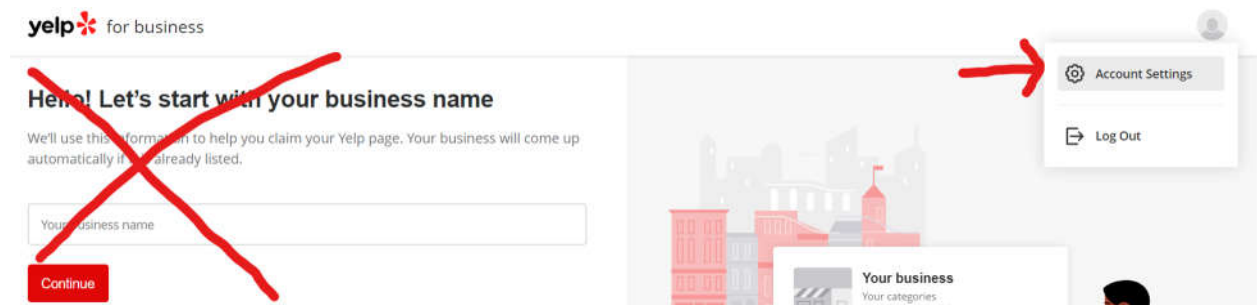 yelp for business
Account Settings
Log Out
Hello! Let's start with your business name
We'll use this information to help you claim your Yelp page. Your business will come up
automatically if already listed.
Your business name
Continue
Your business
Your categories